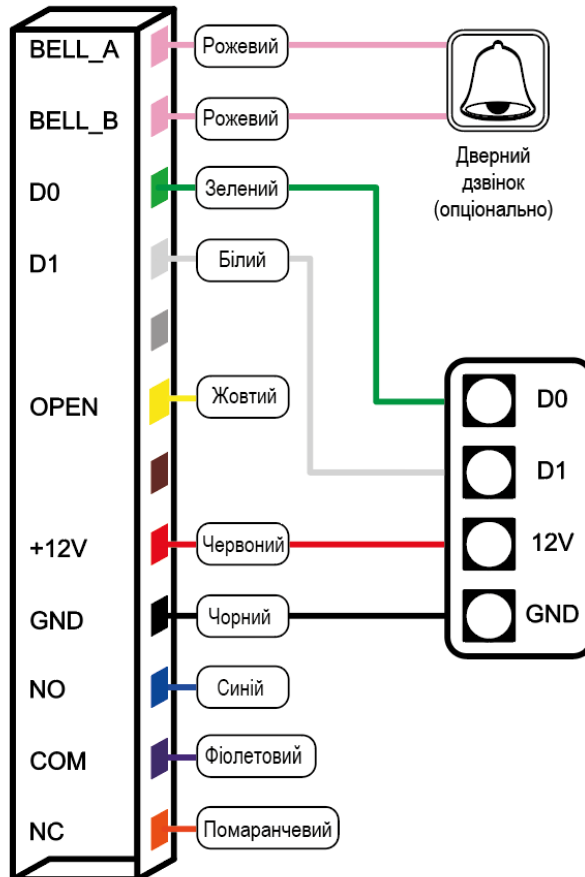 BELL_A
Рожевий
BELL_B
Рожевий
Дверний
дзвінок
(опціонально)
D0
Зелений
D1
Білий
OPEN
Жовтий
D0
D1
+12V
Червоний
12V
GND
Чорний
GND
NO
Синій
COM
Фіолетовий
NC
Помаранчевий